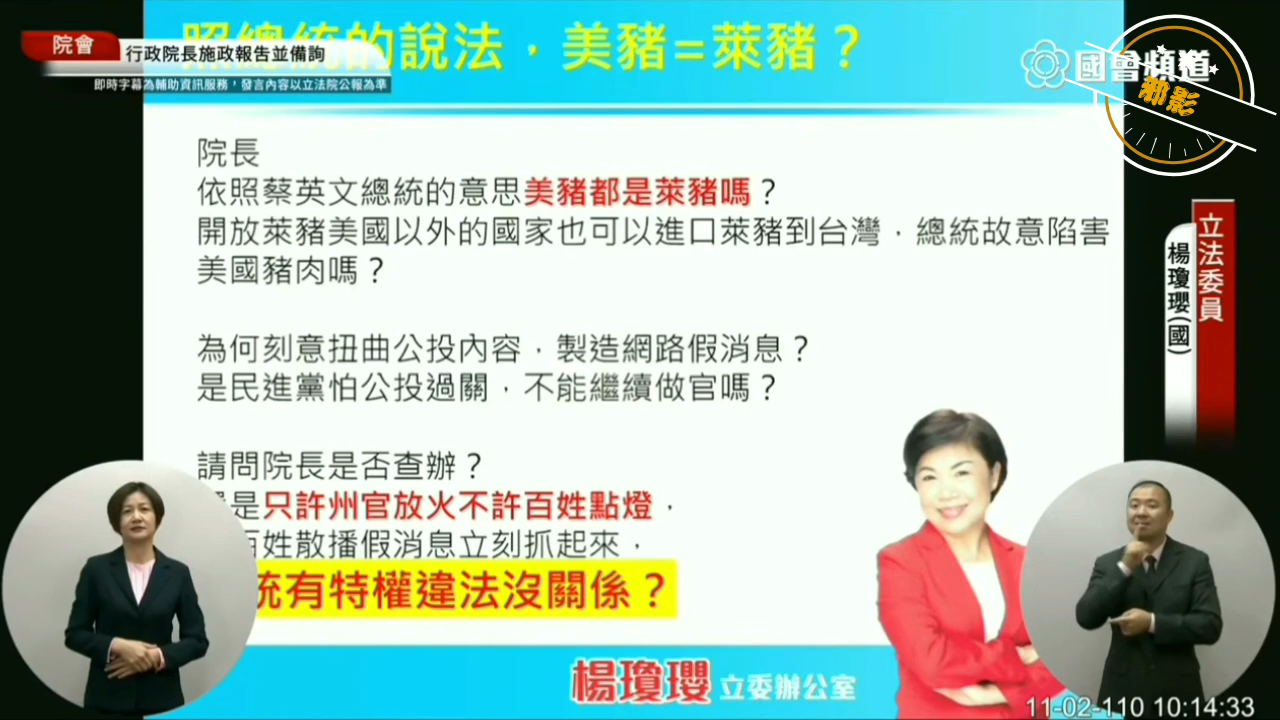 照總統的說法，美豬=萊豬？
院會
行政院長施政報告並備詢
即時字幕為輔助資訊服務，發言內容以立法院公報為準
國會頻道
邪影
院長
依照蔡英文總統的意思美豬都是萊豬嗎？
開放萊豬美國以外的國家也可以進口萊豬到台灣，總統故意陷害
美國豬肉嗎？
為何刻意扭曲公投內容，製造網路假消息？
是民進黨怕公投過關，不能繼續做官嗎？
請問院長是否查辦？
是只許州官放火不許百姓點燈，
百姓散播假消息立刻抓起來，
統有特權違法沒關係？
立法委員
楊瓊瓔(國)
楊瓊瓔 立委辦公室
11-02-110 10:14:33